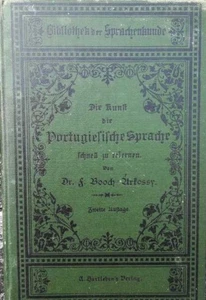 Bibliothek der Sprachenkunde
Die Kunst
die
Portugiesische Sprache
schnell zu erlernen.
Von
Dr. F. Booch-Arkossy.
Zweite Auflage.
A. Hartleben's Verlag.